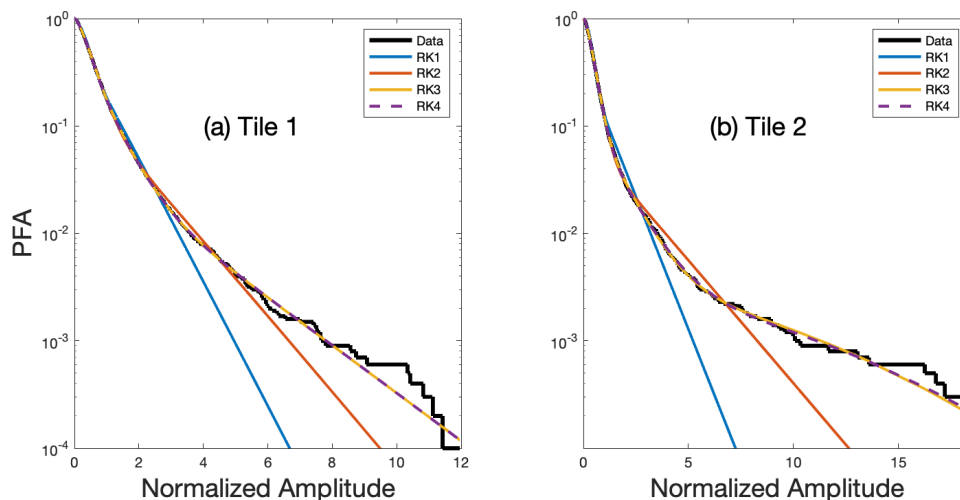 10^0
10^-1
10^-2
10^-3
10^-4
PFA
0 2 4 6 8 10 12
Normalized Amplitude
(a) Tile 1
Data
RK1
RK2
RK3
RK4
10^0
10^-1
10^-2
10^-3
10^-4
0 5 10 15
Normalized Amplitude
(b) Tile 2
Data
RK1
RK2
RK3
RK4